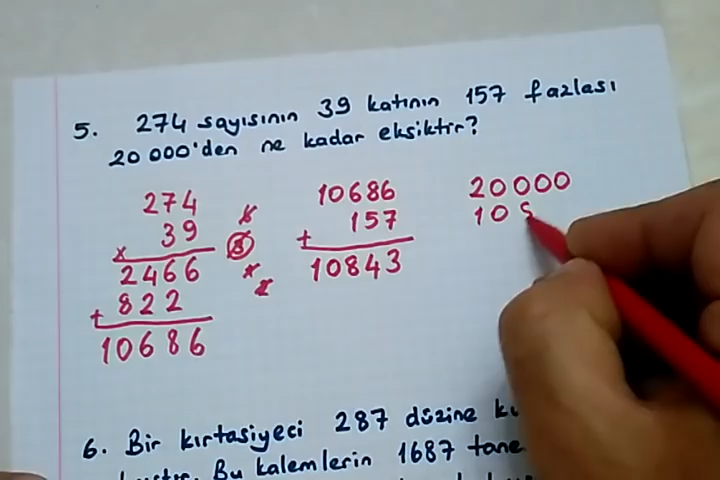 5. 274 sayısının 39 katının 157 fazlası
20 000'den ne kadar eksiktir?
274
39
x
2466
+ 822
10686
10686
157
+
10843
20000
10
6. Bir kırtasiyeci 287 düzine
Bu kalemlerin 1687 tane